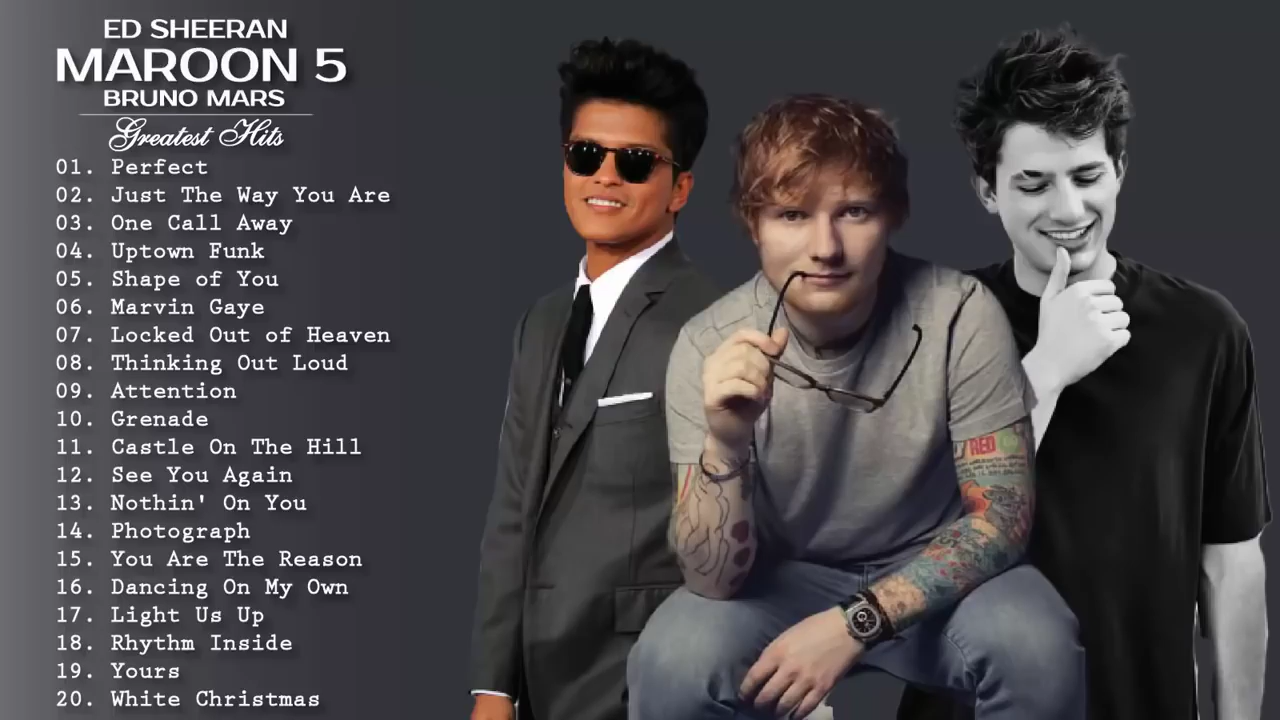 ED SHEERAN
MAROON 5
BRUNO MARS
Greatest Hits
01. Perfect
02. Just The Way You Are
03. One Call Away
04. Uptown Funk
05. Shape of You
06. Marvin Gaye
07. Locked Out of Heaven
08. Thinking Out Loud
09. Attention
10. Grenade
11. Castle On The Hill
12. See You Again
13. Nothin' On You
14. Photograph
15. You Are The Reason
16. Dancing On My Own
17. Light Us Up
18. Rhythm Inside
19. Yours
20. White Christmas
RED